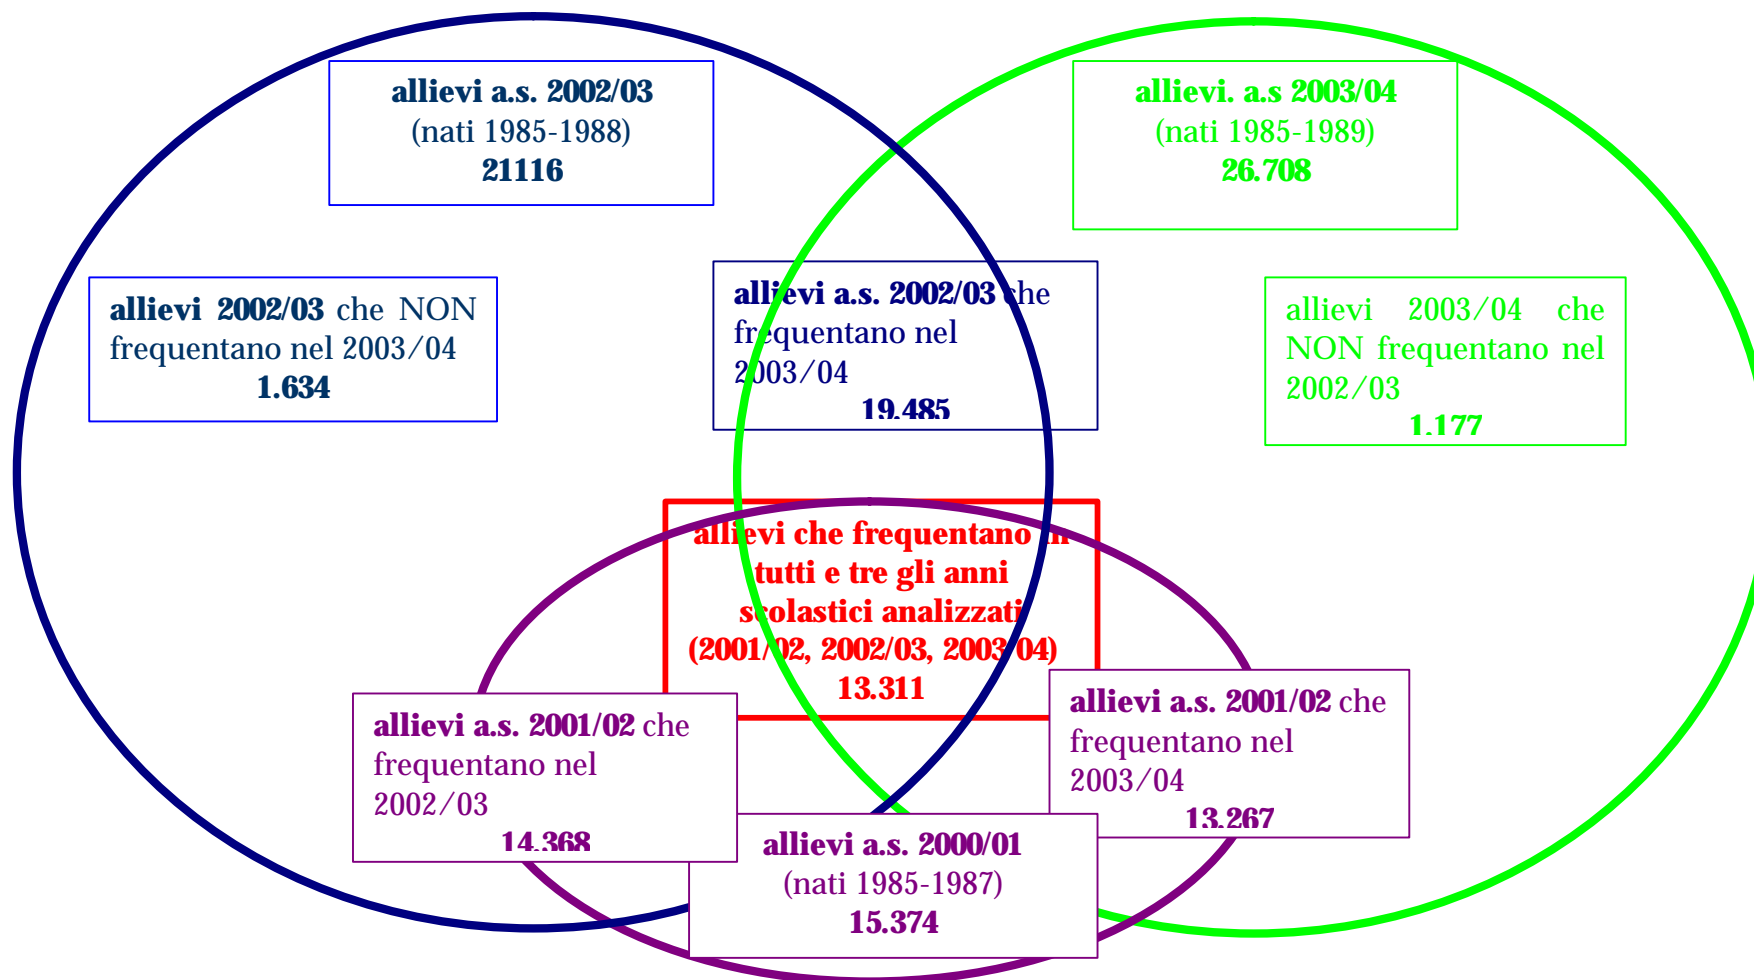 allievi a.s. 2002/03
(nati 1985-1988)
21116
allievi. a.s 2003/04
(nati 1985-1989)
26.708
allievi 2002/03 che NON
frequentano nel 2003/04
1.634
allievi a.s. 2002/03 che
frequentano nel
2003/04
19.485
allievi 2003/04 che
NON frequentano nel
2002/03
1.177
allievi che frequentano in
tutti e tre gli anni
scolastici analizzati
(2001/02, 2002/03, 2003/04)
13.311
allievi a.s. 2001/02 che
frequentano nel
2002/03
14.368
allievi a.s. 2001/02 che
frequentano nel
2003/04
13.267
allievi a.s. 2000/01
(nati 1985-1987)
15.374